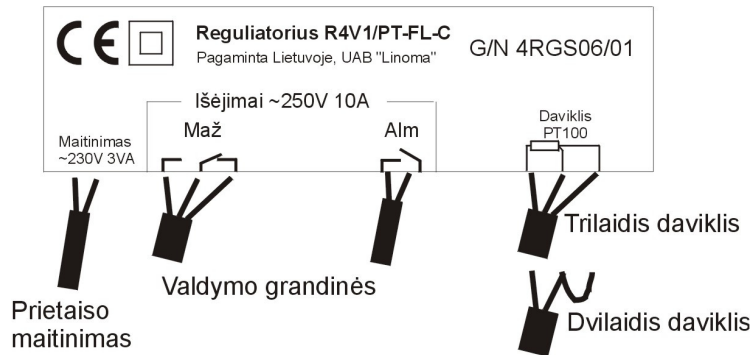 CE
Reguliatorius R4V1/PT-FL-C
Pagaminta Lietuvoje, UAB "Linoma"
G/N 4RGS06/01
Išėjimai ~250V 10A
Maitinimas
~230V 3VA
Maž
Alm
Daviklis
PT100
Trilaidis daviklis
Valdymo grandinės
Prietaiso
maitinimas
Dvilaidis daviklis